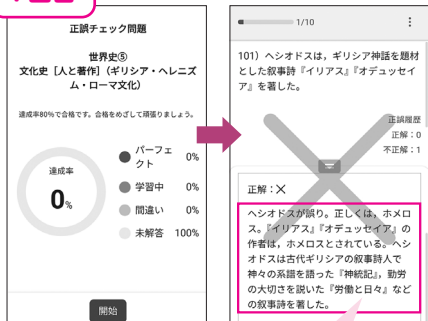 正誤チェック問題
世界史⑤
文化史［人と著作］（ギリシア・ヘレニズ
ム・ローマ文化）
達成率80%で合格です。合格をめざして頑張りましょう。
達成率
0%
パーフェ
クト 0%
学習中 0%
間違い 0%
未解答 100%
開始
1/10
101）ヘシオドスは，ギリシア神話を題材
とした叙事詩『イリアス』『オデュッセイ
ア』を著した。
正誤履歴
正解：0
不正解：1
正解：✕
ヘシオドスが誤り。正しくは，ホメロ
ス。『イリアス』『オデュッセイア』の
作者は，ホメロスとされている。ヘシ
オドスは古代ギリシアの叙事詩人で
神々の系譜を語った『神統記』，勤労
の大切さを説いた『労働と日々』など
の叙事詩を著した。